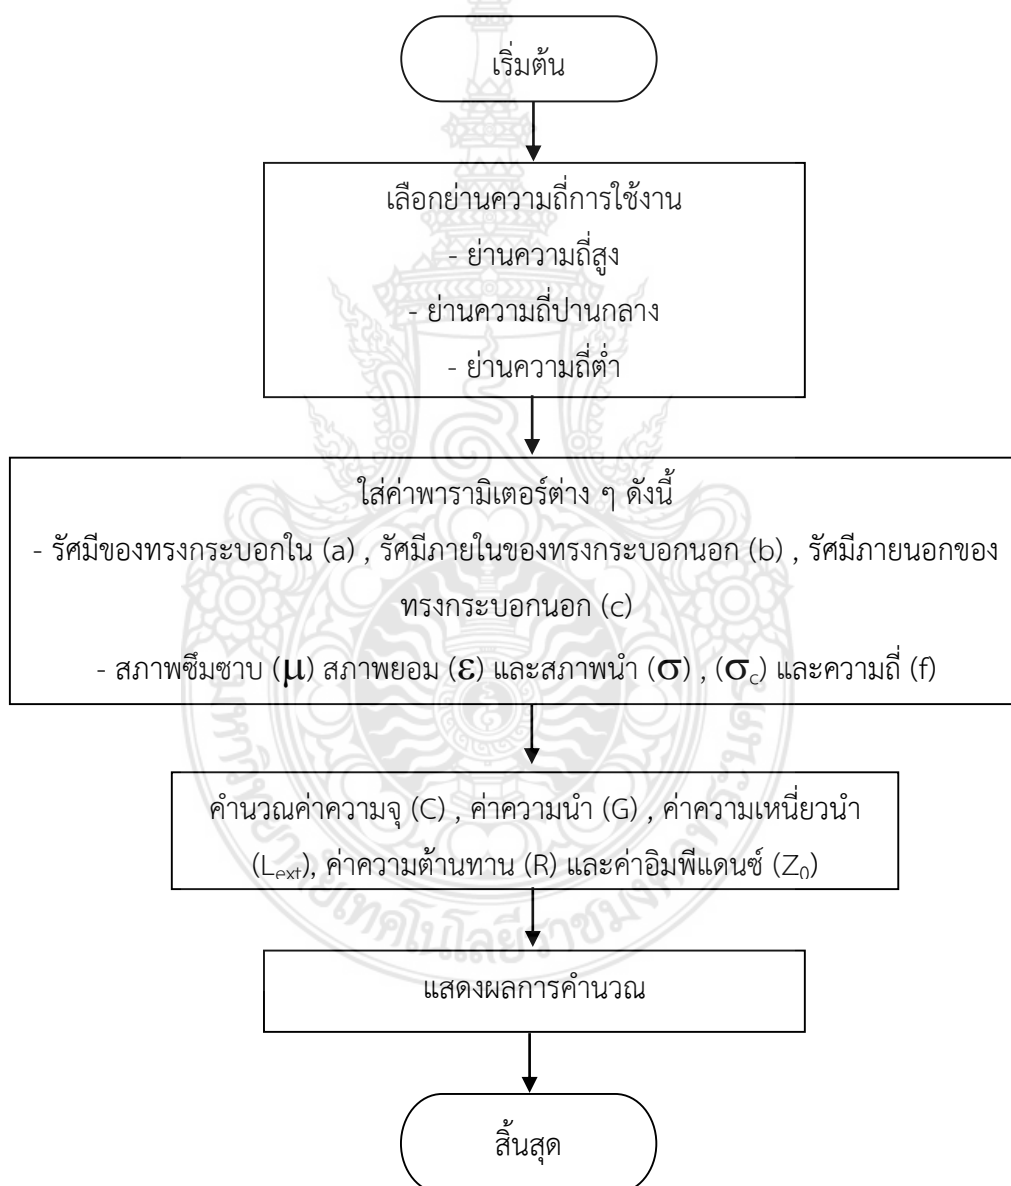 เริ่มต้น
เลือกย่านความถี่การใช้งาน
- ย่านความถี่สูง
- ย่านความถี่ปานกลาง
- ย่านความถี่ต่ำ
ใส่ค่าพารามิเตอร์ต่าง ๆ ดังนี้
- รัศมีของทรงกระบอกใน (a) , รัศมีภายในของทรงกระบอกนอก (b) , รัศมีภายนอกของ
ทรงกระบอกนอก (c)
- สภาพซึมซาบ (μ) สภาพยอม (ε) และสภาพนำ (σ) , (σc) และความถี่ (f)
คำนวณค่าความจุ (C) , ค่าความนำ (G) , ค่าความเหนี่ยวนำ
(Lext), ค่าความต้านทาน (R) และค่าอิมพีแดนซ์ (Z0)
แสดงผลการคำนวณ
สิ้นสุด